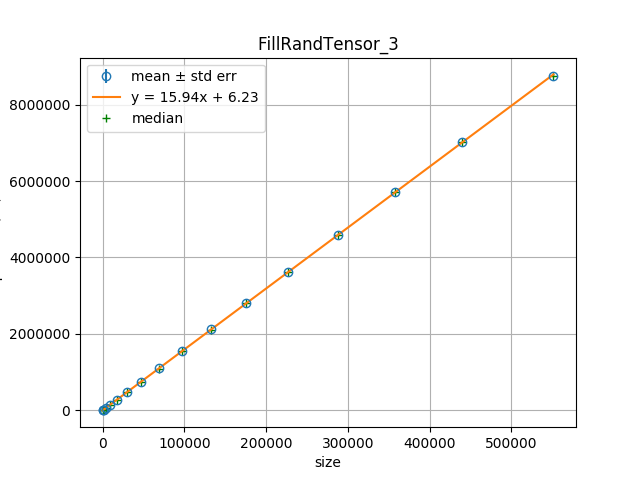 FillRandTensor_3
mean ± std err
y = 15.94x + 6.23
median
8000000
6000000
4000000
2000000
0
0 100000 200000 300000 400000 500000
size